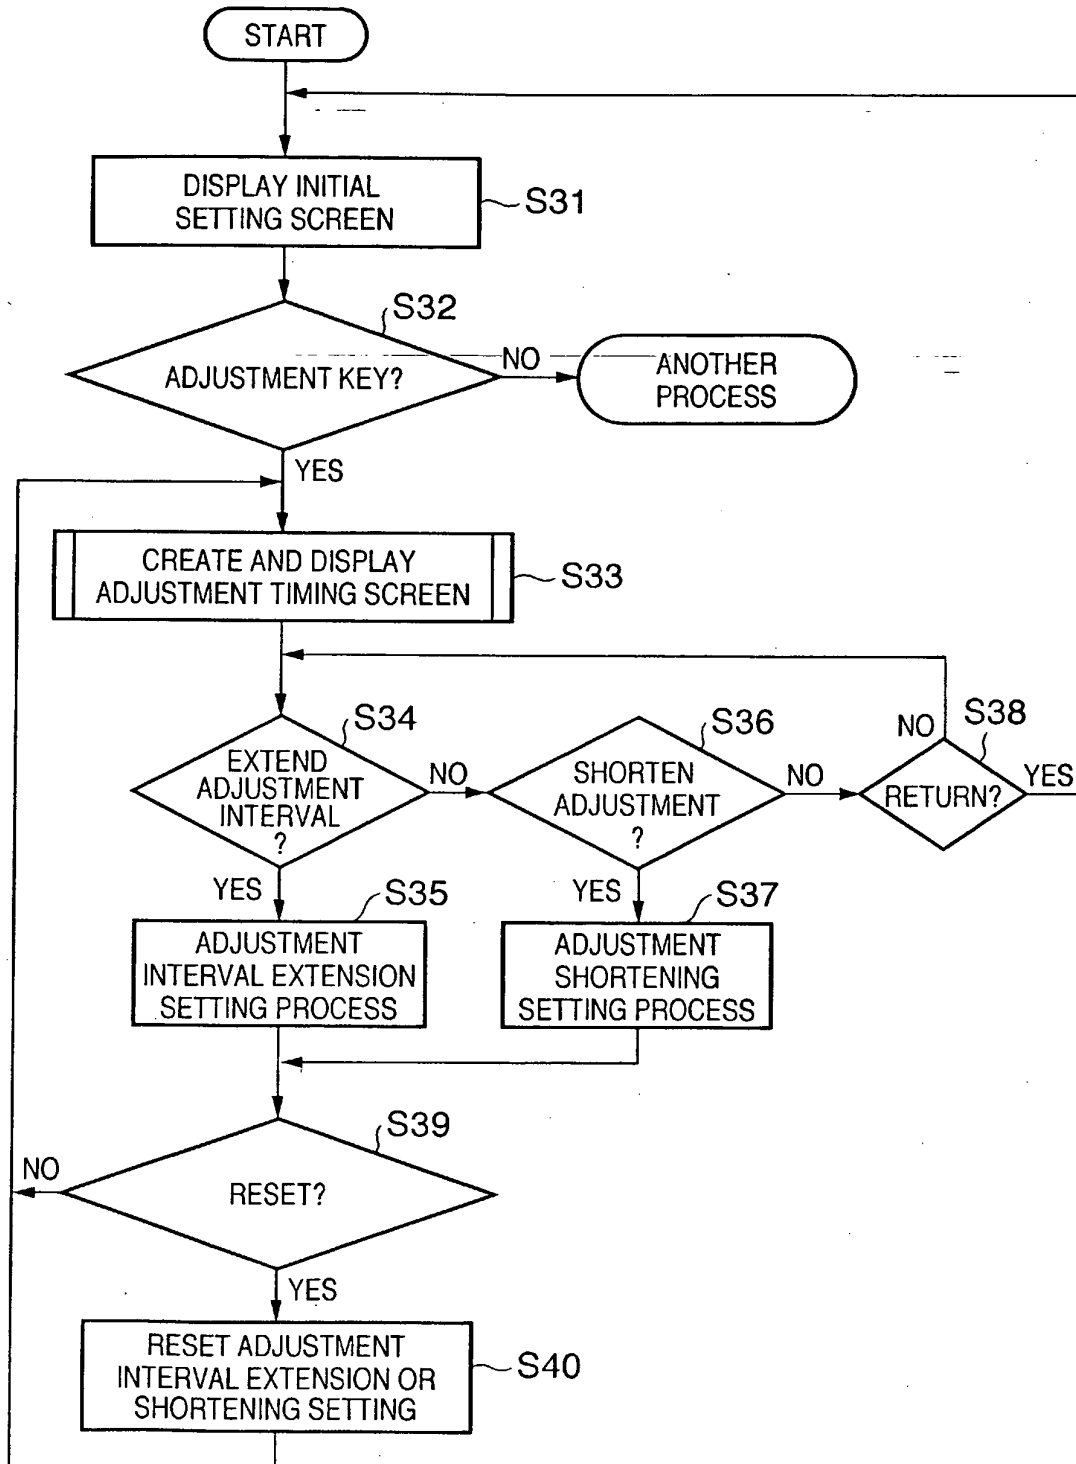 START
DISPLAY INITIAL
SETTING SCREEN
S31
S32
ADJUSTMENT KEY?
NO
ANOTHER
PROCESS
YES
CREATE AND DISPLAY
ADJUSTMENT TIMING SCREEN
S33
S34
EXTEND
ADJUSTMENT
INTERVAL
?
NO
S36
SHORTEN
ADJUSTMENT
?
NO
S38
NO
RETURN?
YES
YES
S35
ADJUSTMENT
INTERVAL EXTENSION
SETTING PROCESS
YES
S37
ADJUSTMENT
SHORTENING
SETTING PROCESS
S39
NO
RESET?
YES
RESET ADJUSTMENT
INTERVAL EXTENSION OR
SHORTENING SETTING
S40